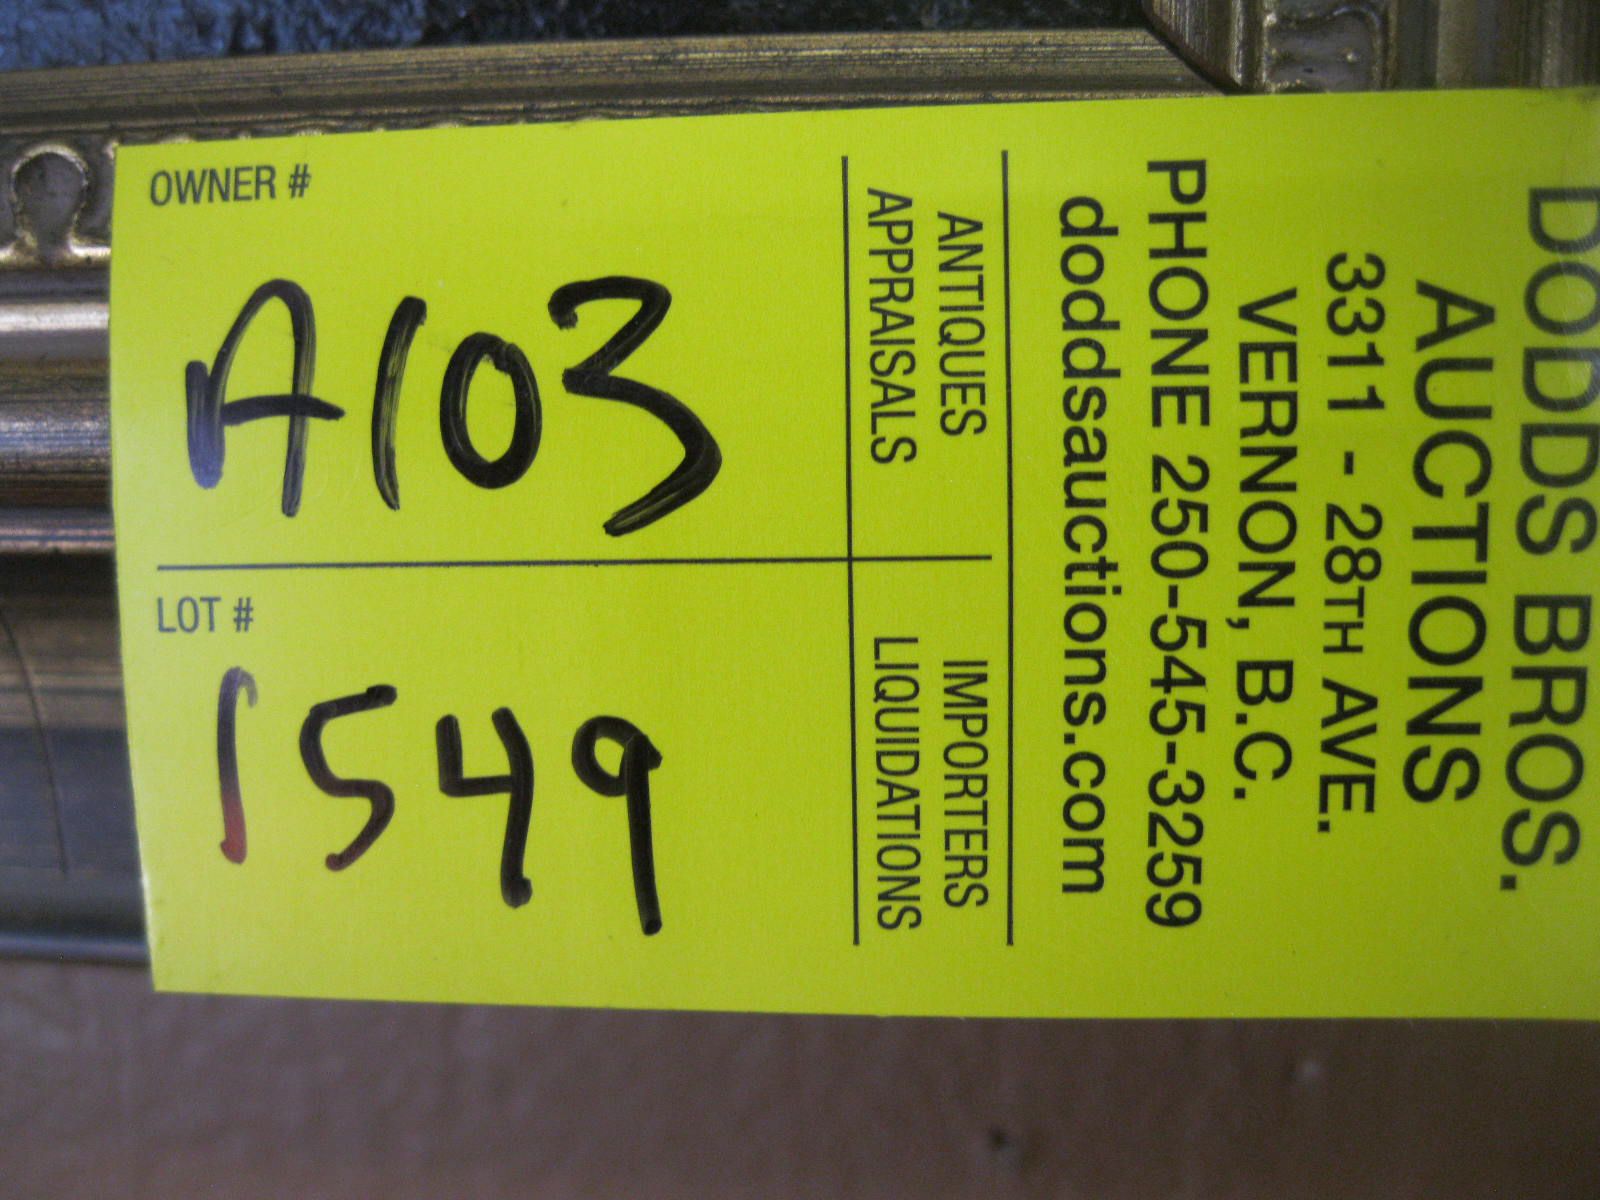 OWNER #
A103
LOT #
1549
DODDS BROS.
AUCTIONS
3311 - 28TH AVE.
VERNON, B.C.
PHONE 250-545-3259
doddsauctions.com
ANTIQUES
APPRAISALS
IMPORTERS
LIQUIDATIONS